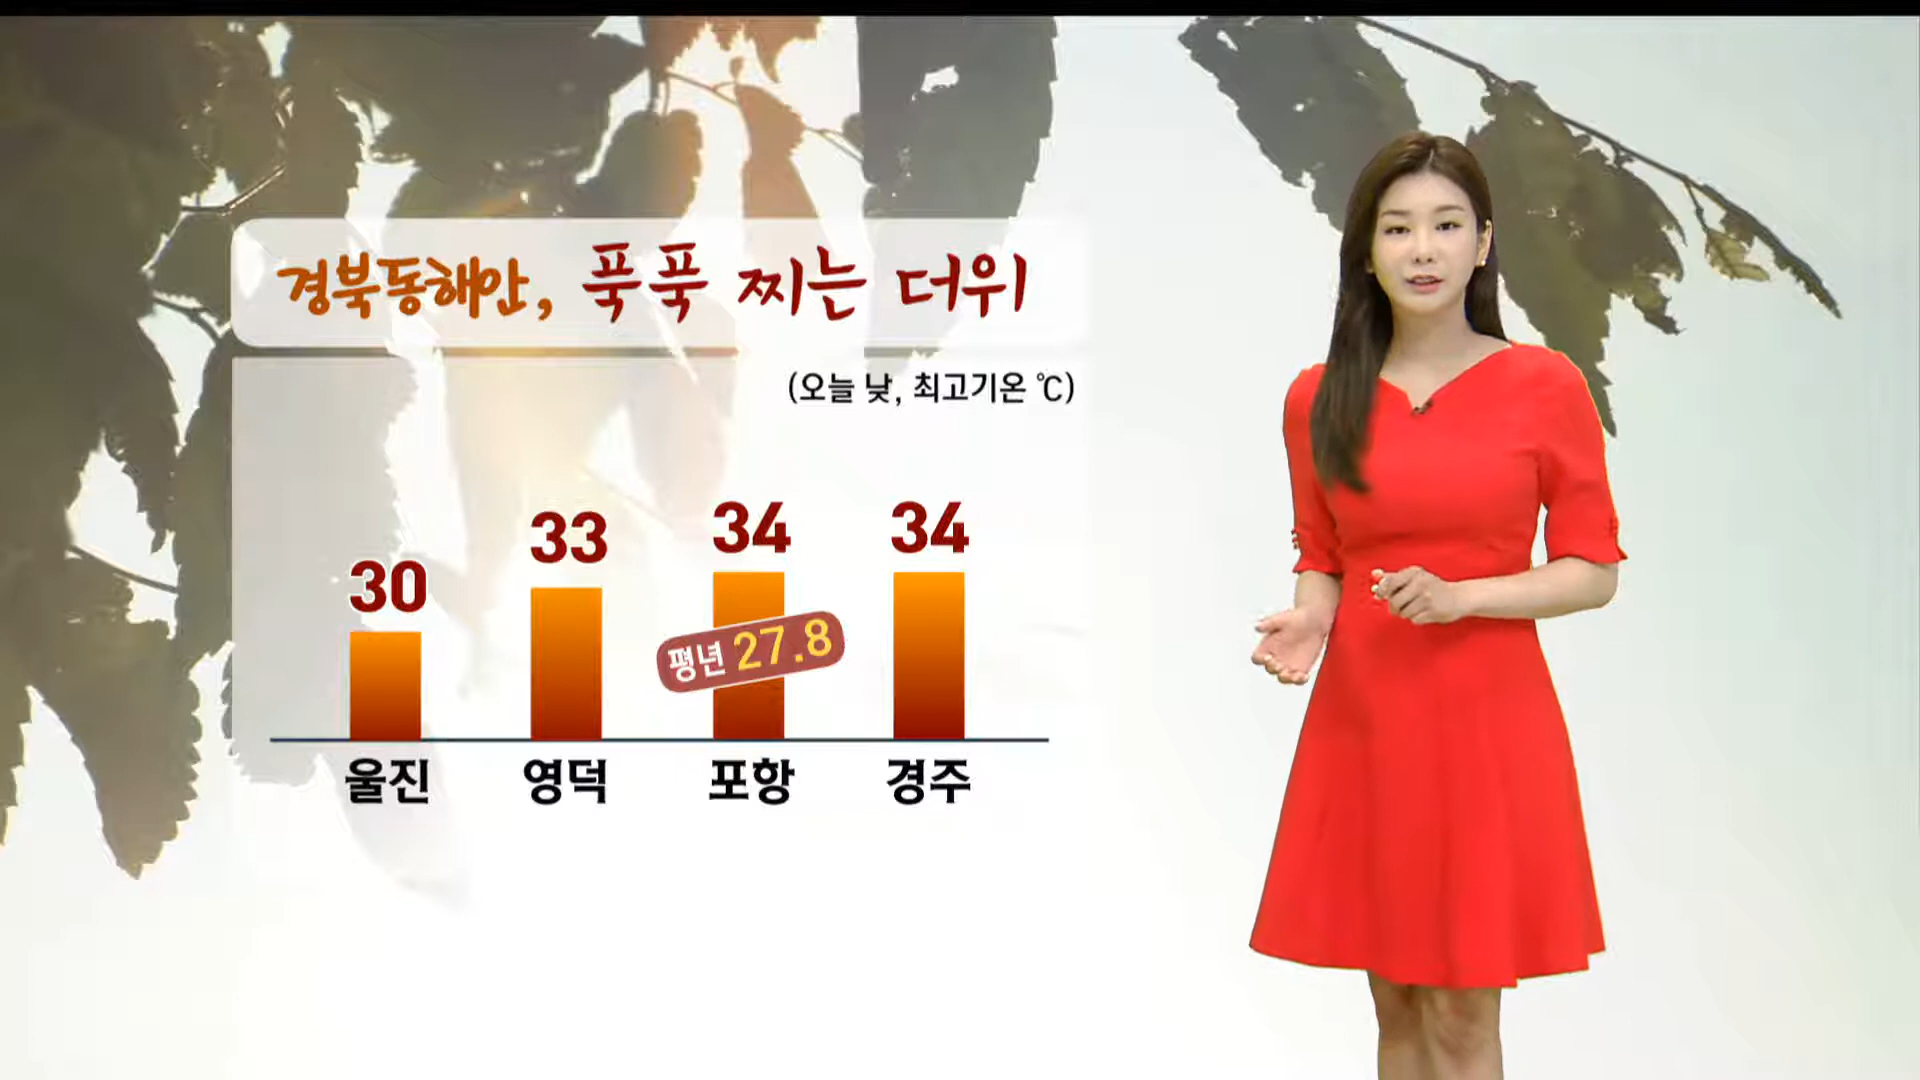 경북동해안, 푹푹 찌는 더위
(오늘 낮, 최고기온 ℃)
30 33 34 34
평년 27.8
울진 영덕 포항 경주